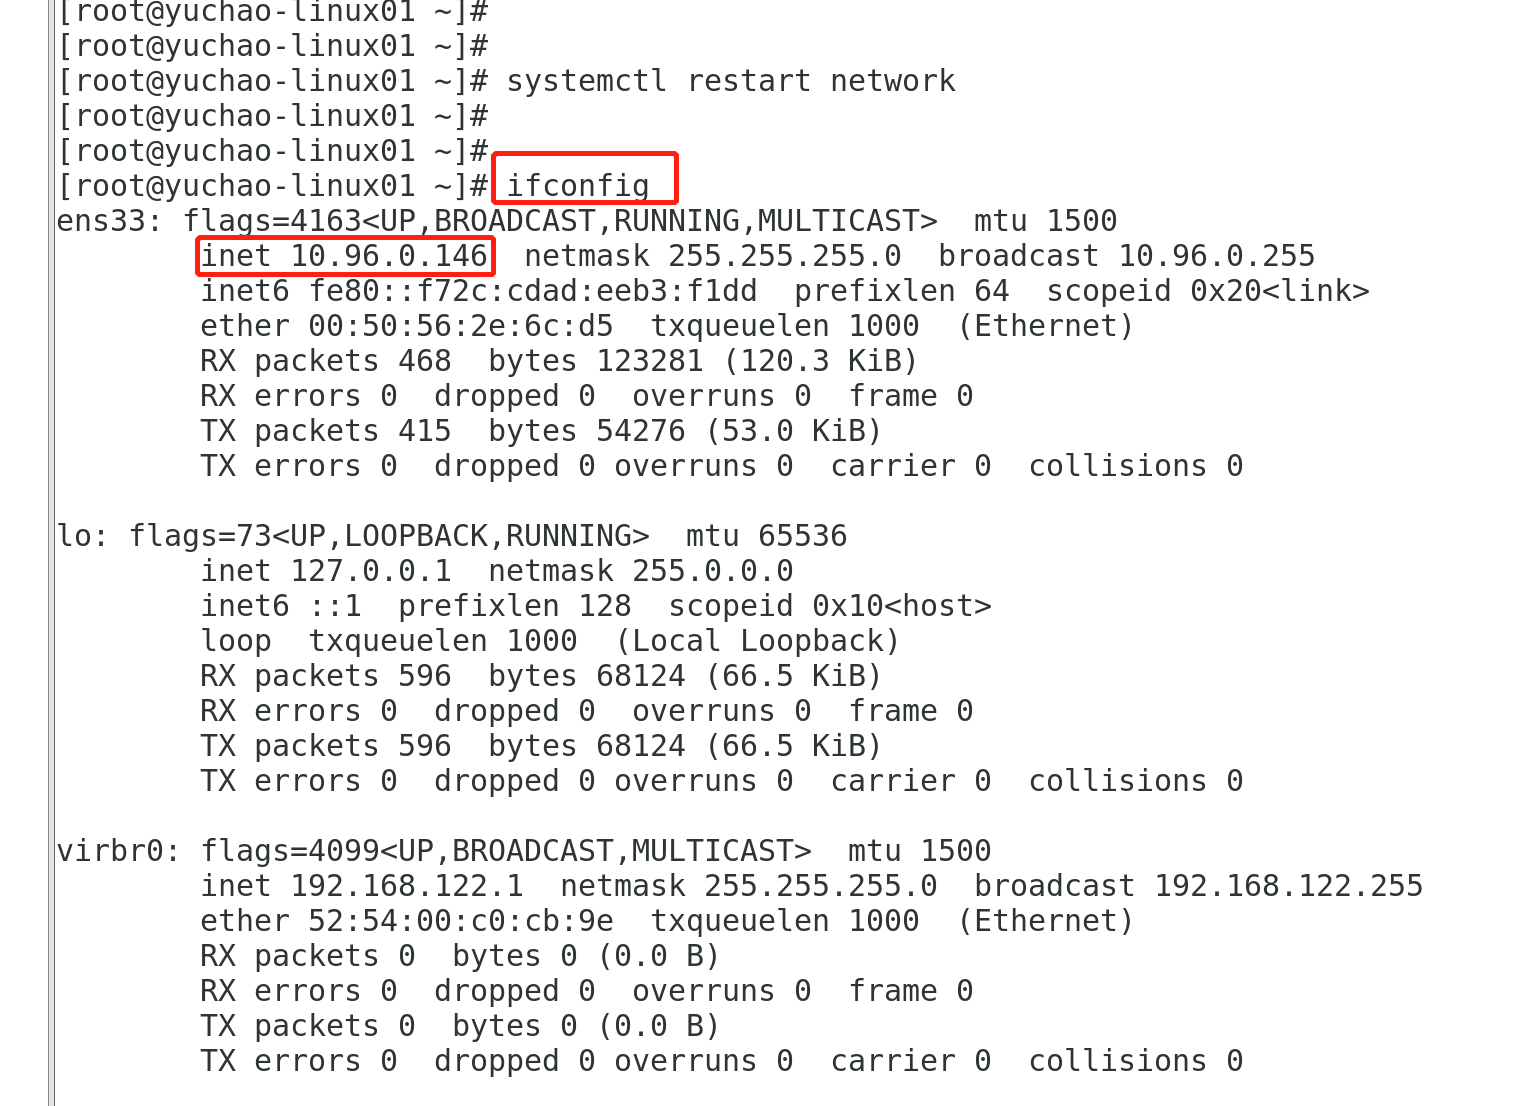 [root@yuchao-linux01 ~]#
[root@yuchao-linux01 ~]#
[root@yuchao-linux01 ~]# systemctl restart network
[root@yuchao-linux01 ~]#
[root@yuchao-linux01 ~]#
[root@yuchao-linux01 ~]# ifconfig
ens33: flags=4163<UP,BROADCAST,RUNNING,MULTICAST>  mtu 1500
        inet 10.96.0.146  netmask 255.255.255.0  broadcast 10.96.0.255
        inet6 fe80::f72c:cdad:eeb3:f1dd  prefixlen 64  scopeid 0x20<link>
        ether 00:50:56:2e:6c:d5  txqueuelen 1000  (Ethernet)
        RX packets 468  bytes 123281 (120.3 KiB)
        RX errors 0  dropped 0  overruns 0  frame 0
        TX packets 415  bytes 54276 (53.0 KiB)
        TX errors 0  dropped 0 overruns 0  carrier 0  collisions 0

lo: flags=73<UP,LOOPBACK,RUNNING>  mtu 65536
        inet 127.0.0.1  netmask 255.0.0.0
        inet6 ::1  prefixlen 128  scopeid 0x10<host>
        loop  txqueuelen 1000  (Local Loopback)
        RX packets 596  bytes 68124 (66.5 KiB)
        RX errors 0  dropped 0  overruns 0  frame 0
        TX packets 596  bytes 68124 (66.5 KiB)
        TX errors 0  dropped 0 overruns 0  carrier 0  collisions 0

virbr0: flags=4099<UP,BROADCAST,MULTICAST>  mtu 1500
        inet 192.168.122.1  netmask 255.255.255.0  broadcast 192.168.122.255
        ether 52:54:00:c0:cb:9e  txqueuelen 1000  (Ethernet)
        RX packets 0  bytes 0 (0.0 B)
        RX errors 0  dropped 0  overruns 0  frame 0
        TX packets 0  bytes 0 (0.0 B)
        TX errors 0  dropped 0 overruns 0  carrier 0  collisions 0